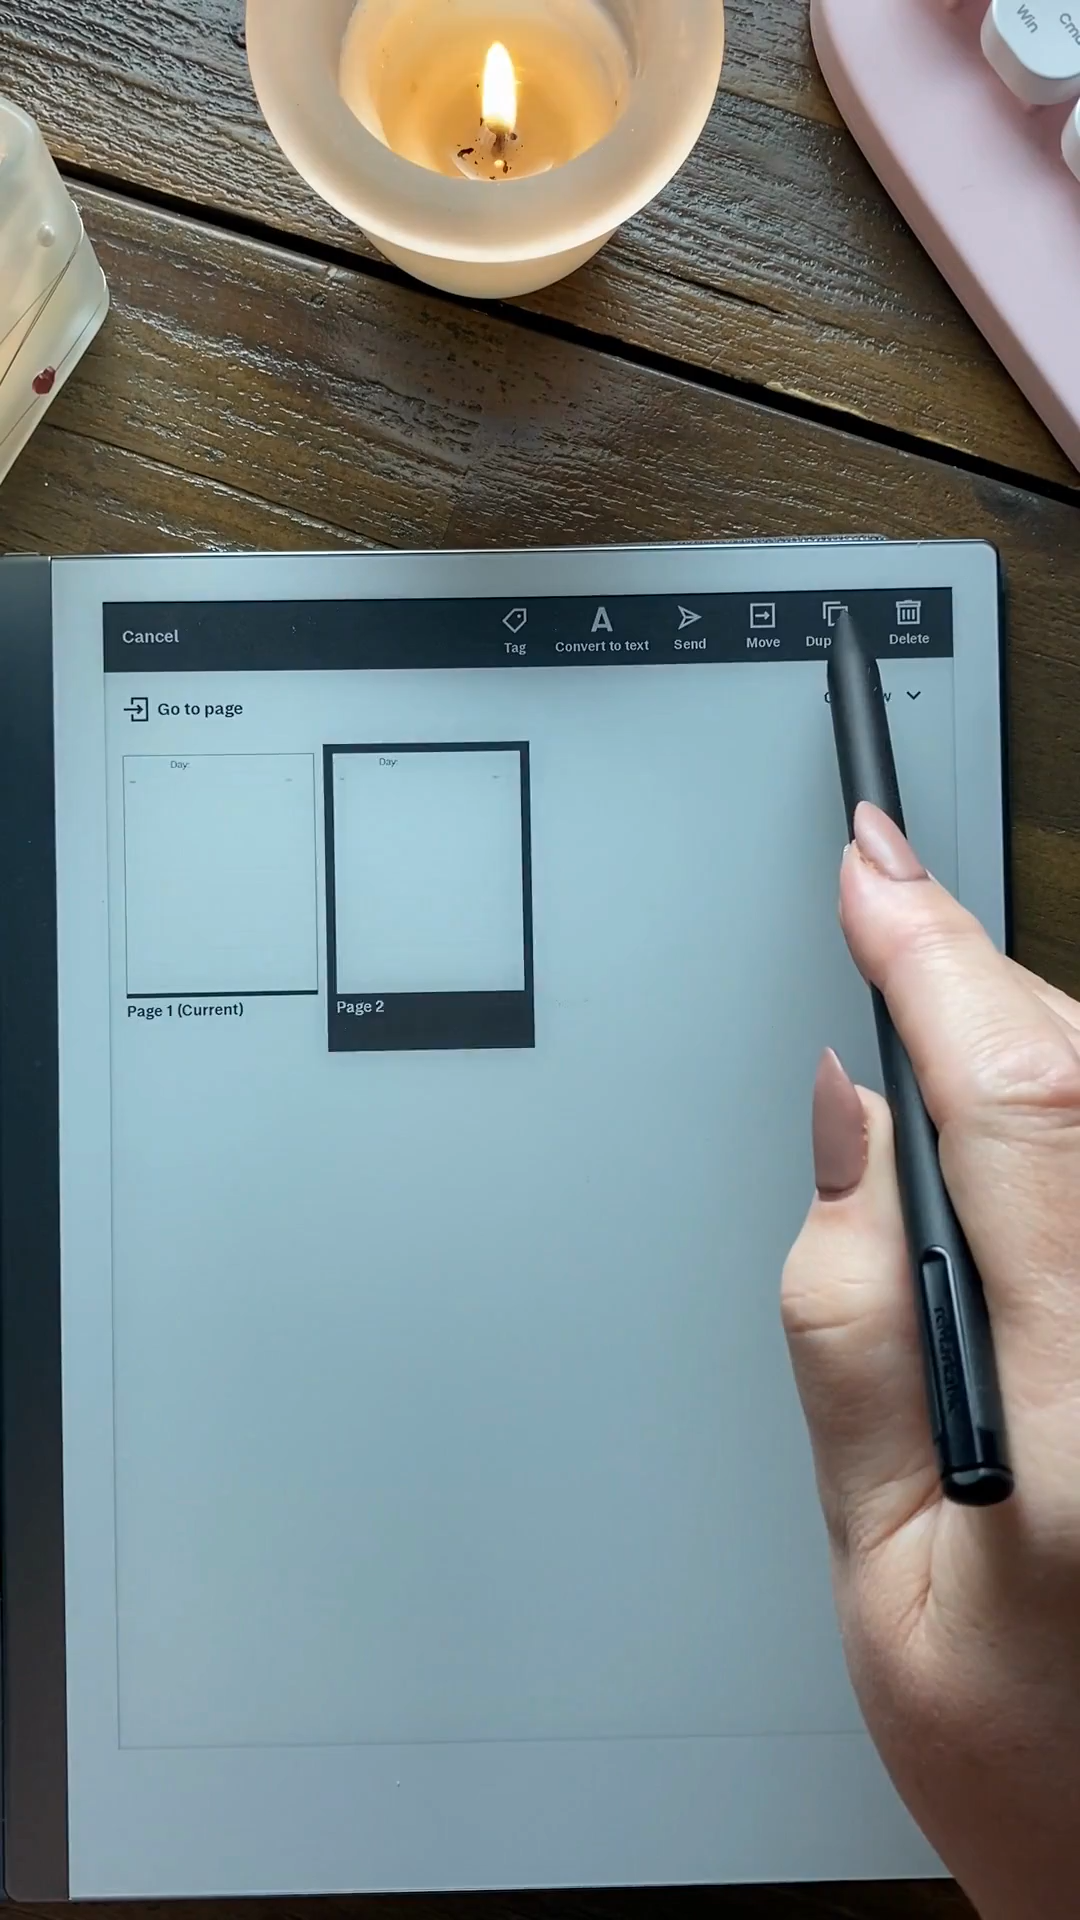 Win
Cancel
Tag
Convert to text
Send
Move
Dup
Delete
Go to page
Day:
Day:
Page 1 (Current)
Page 2
reMarkable